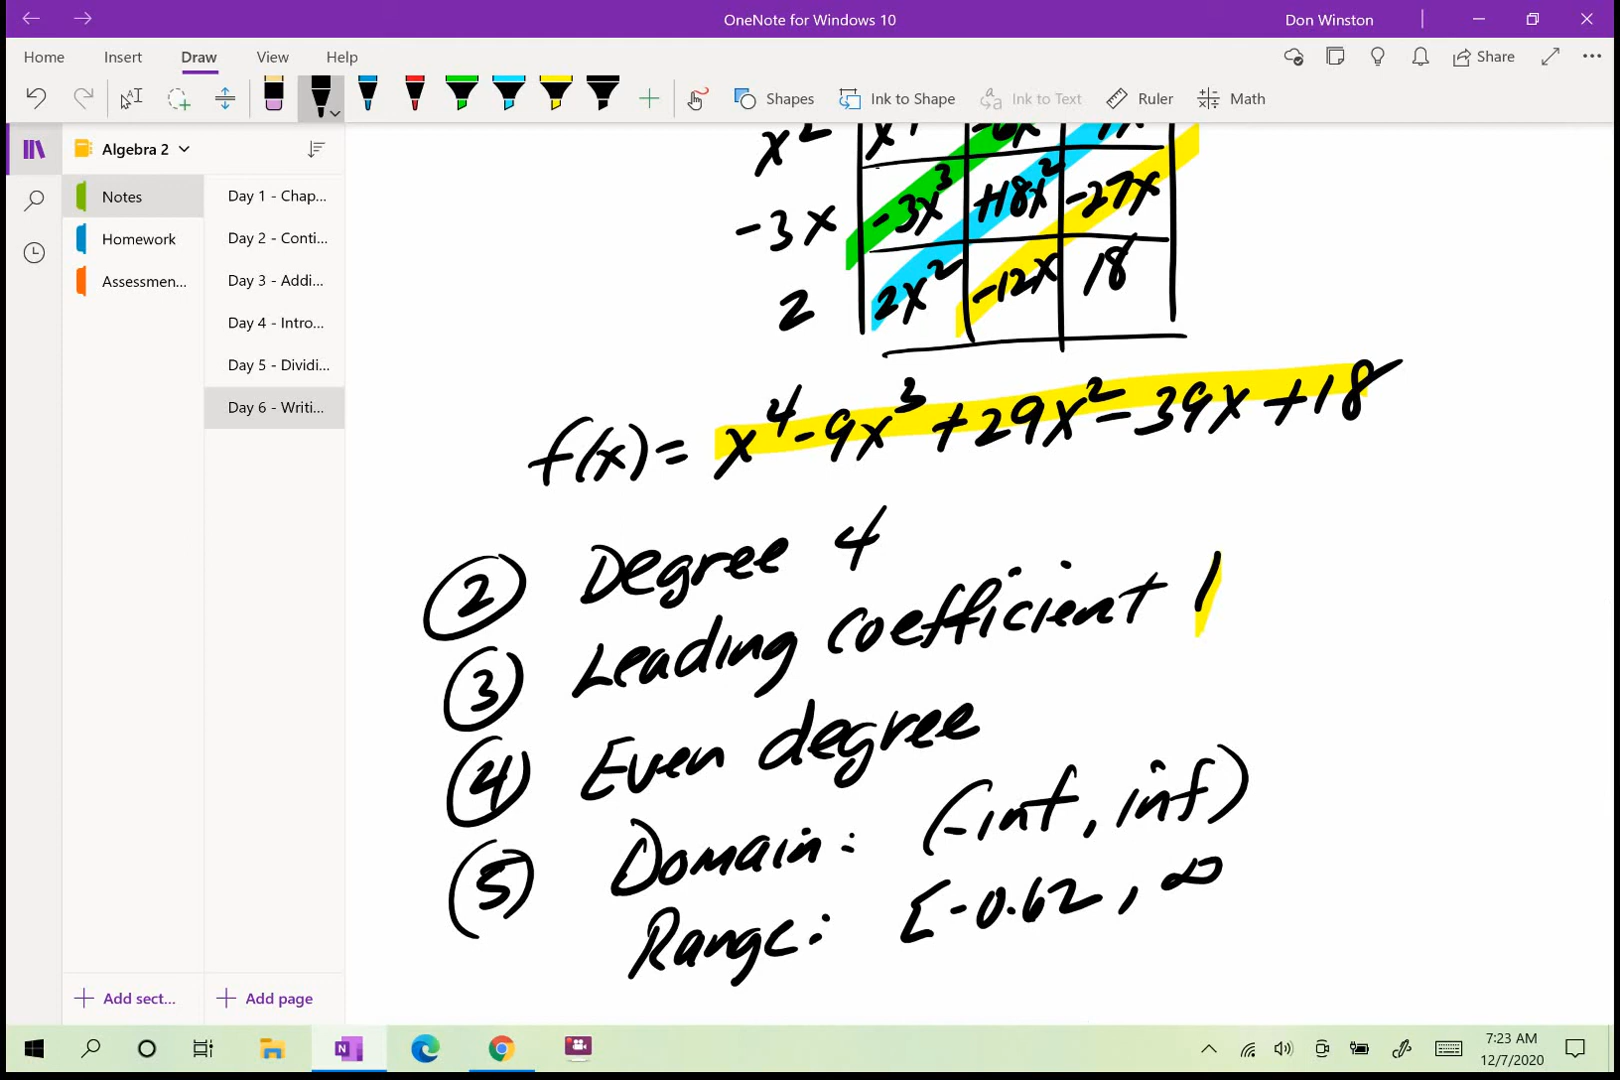 OneNote for Windows 10
Don Winston
Home Insert Draw View Help
Share
Shapes Ink to Shape Ink to Text Ruler Math
Algebra 2
Notes
Homework
Assessmen...
Day 1 - Chap...
Day 2 - Conti...
Day 3 - Addi...
Day 4 - Intro...
Day 5 - Dividi...
Day 6 - Writi...
x²
-3x -3x³ +18x² -27x
2 2x² -12x 18
f(x) = x⁴ - 9x³ + 29x² - 39x + 18
② Degree 4
③ Leading coefficient 1
④ Even degree
⑤ Domain: (-inf, inf)
Range: [-0.62, ∞
Add sect... Add page
7:23 AM
12/7/2020